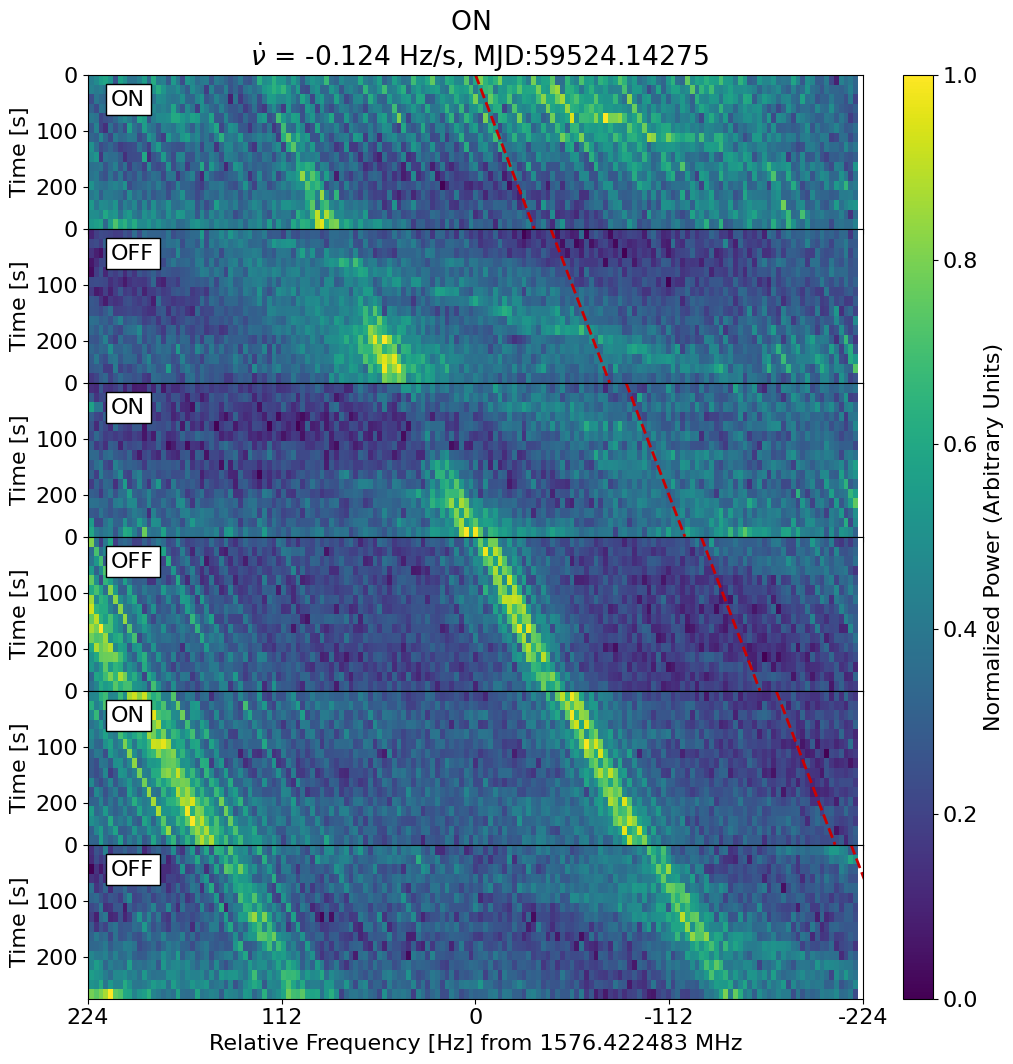 ON
ν̇ = -0.124 Hz/s, MJD:59524.14275
0
100
200
Time [s]
ON
0
100
200
Time [s]
OFF
0
100
200
Time [s]
ON
0
100
200
Time [s]
OFF
0
100
200
Time [s]
ON
0
100
200
Time [s]
OFF
224 112 0 -112 -224
Relative Frequency [Hz] from 1576.422483 MHz
1.0
0.8
0.6
0.4
0.2
0.0
Normalized Power (Arbitrary Units)